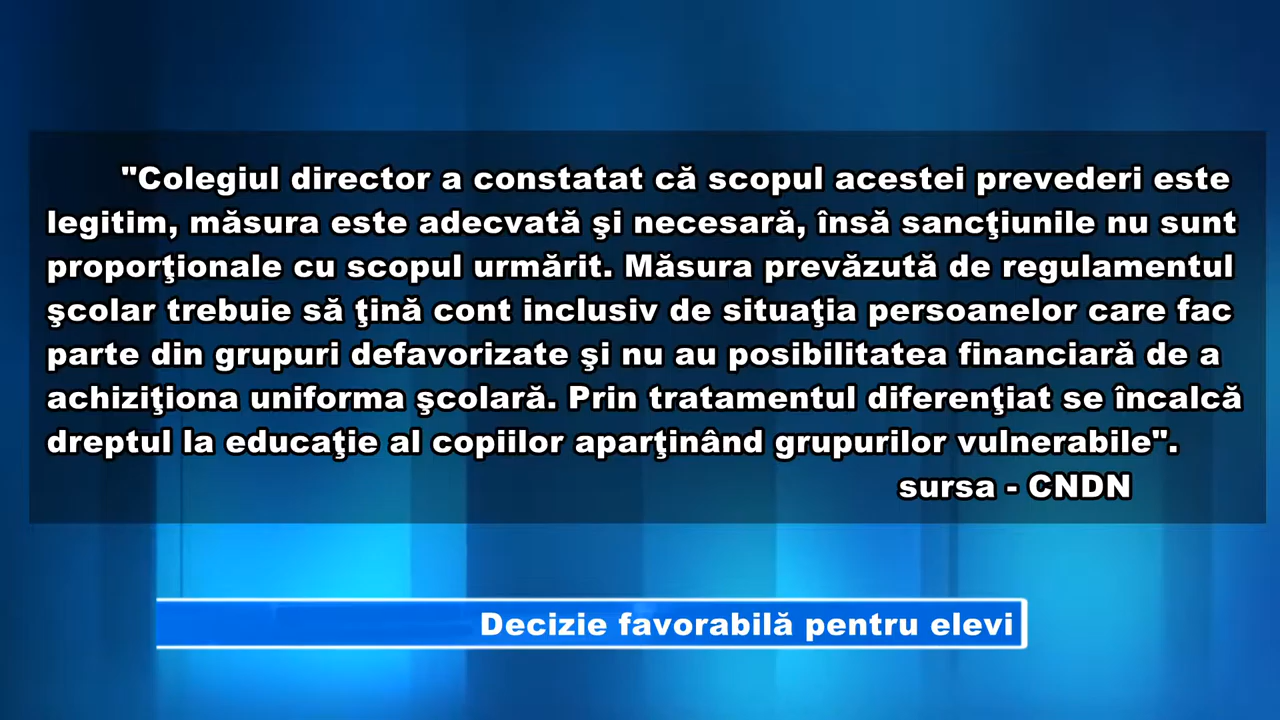 "Colegiul director a constatat că scopul acestei prevederi este
legitim, măsura este adecvată şi necesară, însă sancţiunile nu sunt
proporţionale cu scopul urmărit. Măsura prevăzută de regulamentul
şcolar trebuie să ţină cont inclusiv de situaţia persoanelor care fac
parte din grupuri defavorizate şi nu au posibilitatea financiară de a
achiziţiona uniforma şcolară. Prin tratamentul diferenţiat se încalcă
dreptul la educaţie al copiilor aparţinând grupurilor vulnerabile".
sursa - CNDN
Decizie favorabilă pentru elevi